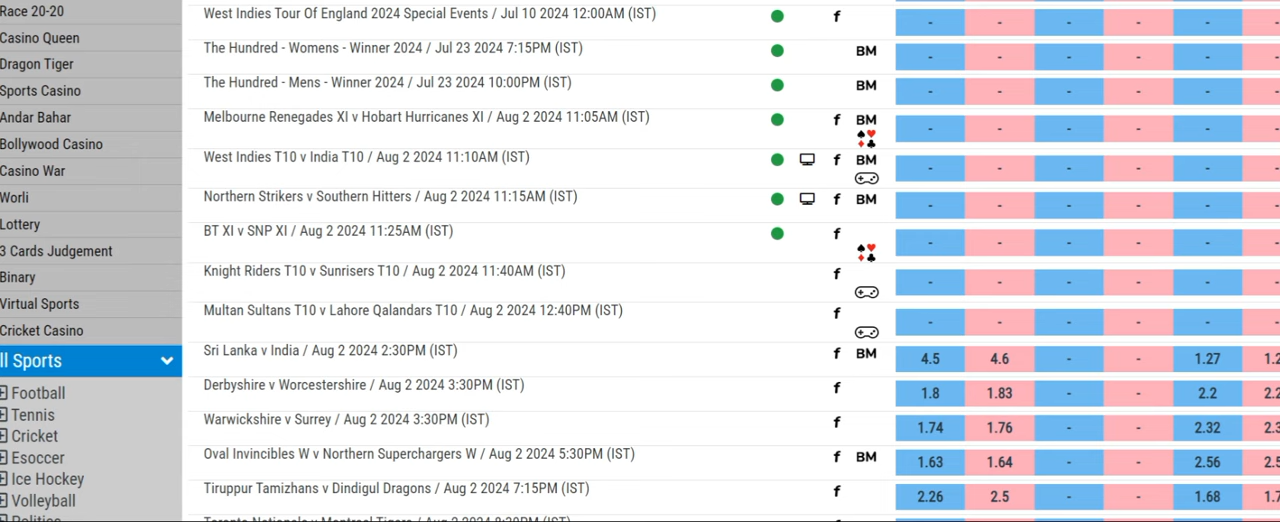 Race 20-20
Casino Queen
Dragon Tiger
Sports Casino
Andar Bahar
Bollywood Casino
Casino War
Worli
Lottery
3 Cards Judgement
Binary
Virtual Sports
Cricket Casino
ll Sports
Football
Tennis
Cricket
Esoccer
Ice Hockey
Volleyball
West Indies Tour Of England 2024 Special Events / Jul 10 2024 12:00AM (IST) f - - - - - -
The Hundred - Womens - Winner 2024 / Jul 23 2024 7:15PM (IST) BM - - - - - -
The Hundred - Mens - Winner 2024 / Jul 23 2024 10:00PM (IST) BM - - - - - -
Melbourne Renegades XI v Hobart Hurricanes XI / Aug 2 2024 11:05AM (IST) f BM - - - - - -
West Indies T10 v India T10 / Aug 2 2024 11:10AM (IST) f BM - - - - - -
Northern Strikers v Southern Hitters / Aug 2 2024 11:15AM (IST) f BM - - - - - -
BT XI v SNP XI / Aug 2 2024 11:25AM (IST) f - - - - - -
Knight Riders T10 v Sunrisers T10 / Aug 2 2024 11:40AM (IST) f - - - - - -
Multan Sultans T10 v Lahore Qalandars T10 / Aug 2 2024 12:40PM (IST) f - - - - - -
Sri Lanka v India / Aug 2 2024 2:30PM (IST) f BM 4.5 4.6 - - 1.27
Derbyshire v Worcestershire / Aug 2 2024 3:30PM (IST) f 1.8 1.83 - - 2.2
Warwickshire v Surrey / Aug 2 2024 3:30PM (IST) f 1.74 1.76 - - 2.32
Oval Invincibles W v Northern Superchargers W / Aug 2 2024 5:30PM (IST) f BM 1.63 1.64 - - 2.56
Tiruppur Tamizhans v Dindigul Dragons / Aug 2 2024 7:15PM (IST) f 2.26 2.5 - - 1.68